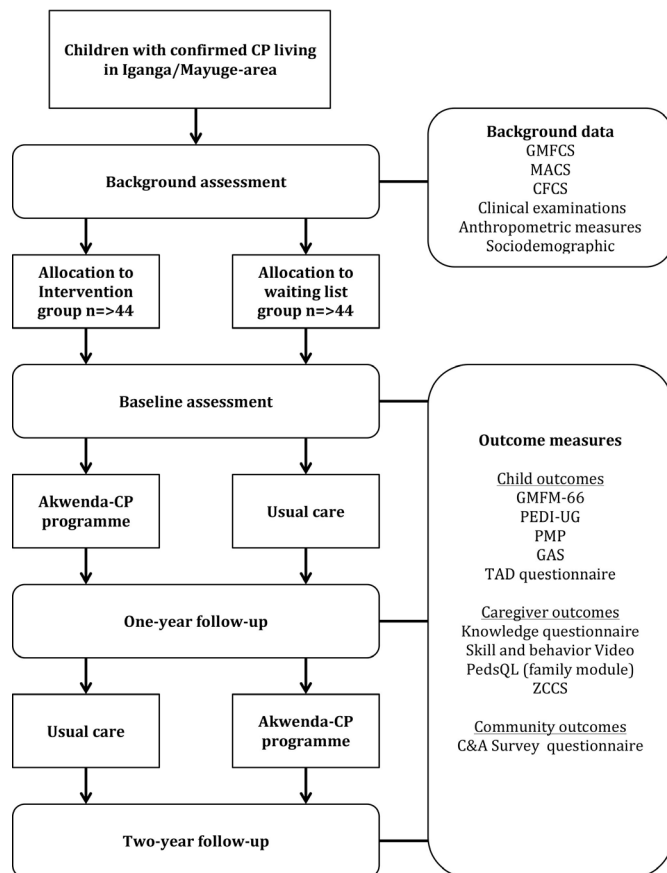 Children with confirmed CP living
in Iganga/Mayuge-area
Background assessment
Background data
GMFCS
MACS
CFCS
Clinical examinations
Anthropometric measures
Sociodemographic
Allocation to
Intervention
group n=>44
Allocation to
waiting list
group n=>44
Baseline assessment
Outcome measures
Child outcomes
GMFM-66
PEDI-UG
PMP
GAS
TAD questionnaire
Caregiver outcomes
Knowledge questionnaire
Skill and behavior Video
PedsQL (family module)
ZCCS
Community outcomes
C&A Survey questionnaire
Akwenda-CP
programme
Usual care
One-year follow-up
Usual care
Akwenda-CP
programme
Two-year follow-up